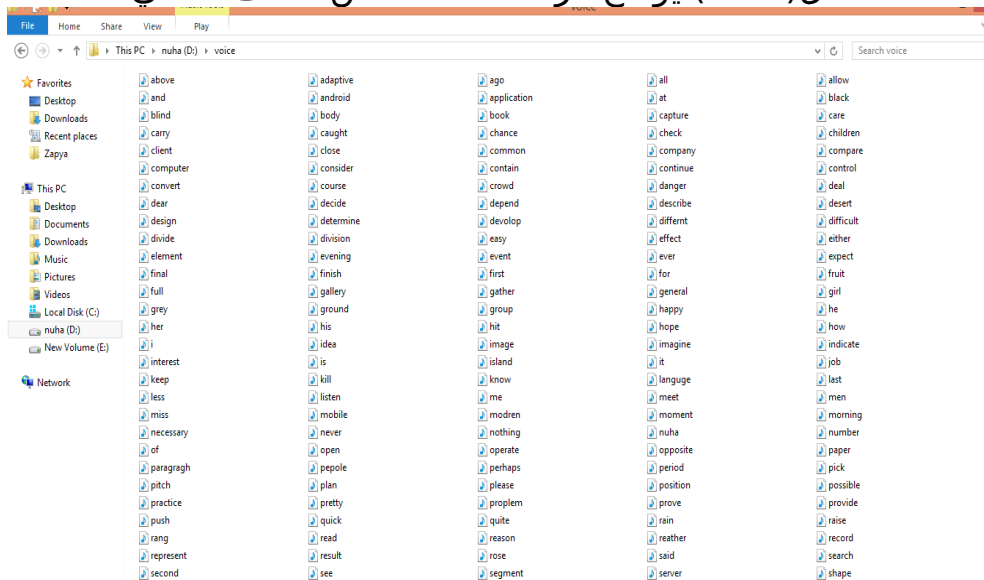 voice
File Home Share View Play
This PC nuha (D:) voice Search voice
Favorites
Desktop
Downloads
Recent places
Zapya
This PC
Desktop
Documents
Downloads
Music
Pictures
Videos
Local Disk (C:)
nuha (D:)
New Volume (E:)
Network
above adaptive ago all allow
and android application at black
blind body book capture care
carry caught chance check children
client close common company compare
computer consider contain continue control
convert course crowd danger deal
dear decide depend describe desert
design determine devolop differnt difficult
divide division easy effect either
element evening event ever expect
final finish first for fruit
full gallery gather general girl
grey ground group happy he
her his hit hope how
i idea image imagine indicate
interest is island it job
keep kill know languge last
less listen me meet men
miss mobile modren moment morning
necessary never nothing nuha number
of open operate opposite paper
paragragh pepole perhaps period pick
pitch plan please position possible
practice pretty proplem prove provide
push quick quite rain raise
rang read reason reather record
represent result rose said search
second see segment server shape